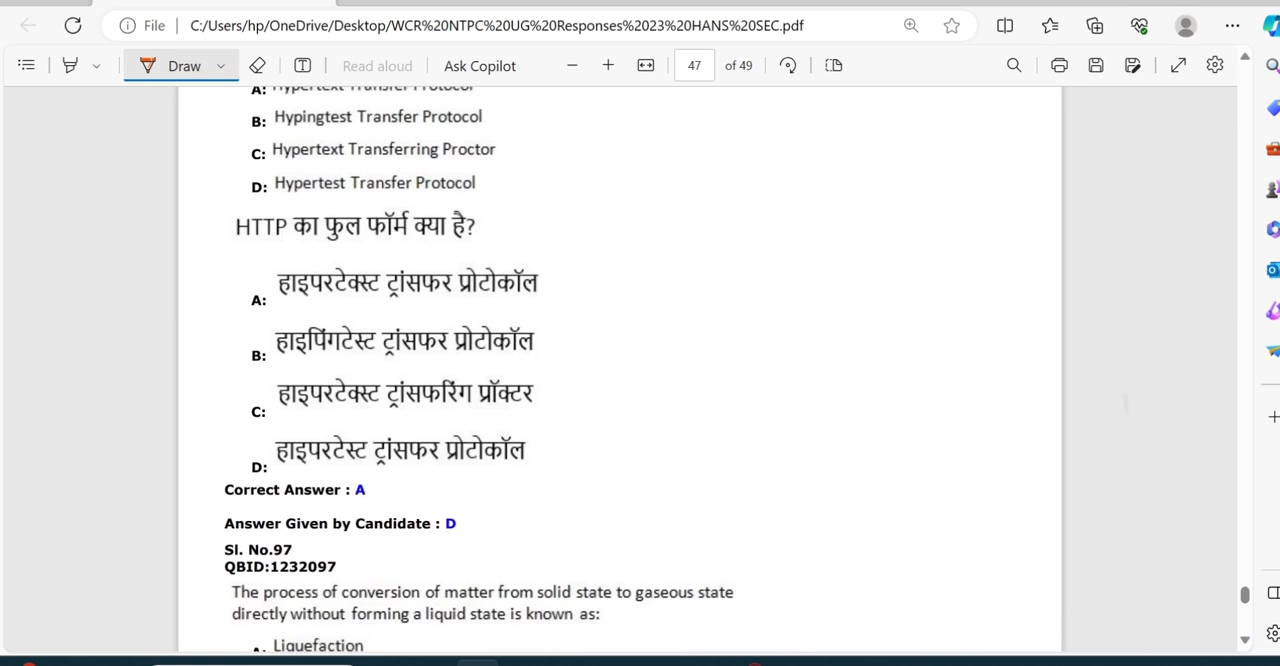 File
C:/Users/hp/OneDrive/Desktop/WCR%20NTPC%20UG%20Responses%2023%20HANS%20SEC.pdf
Draw
Read aloud
Ask Copilot
47 of 49
A: Hypertext Transfer Protocol
B: Hypingtest Transfer Protocol
C: Hypertext Transferring Proctor
D: Hypertest Transfer Protocol
HTTP का फुल फॉर्म क्या है?
A: हाइपरटेक्स्ट ट्रांसफर प्रोटोकॉल
B: हाइपिंगटेस्ट ट्रांसफर प्रोटोकॉल
C: हाइपरटेक्स्ट ट्रांसफरिंग प्रॉक्टर
D: हाइपरटेस्ट ट्रांसफर प्रोटोकॉल
Correct Answer : A
Answer Given by Candidate : D
Sl. No.97
QBID:1232097
The process of conversion of matter from solid state to gaseous state
directly without forming a liquid state is known as:
A. Liquefaction